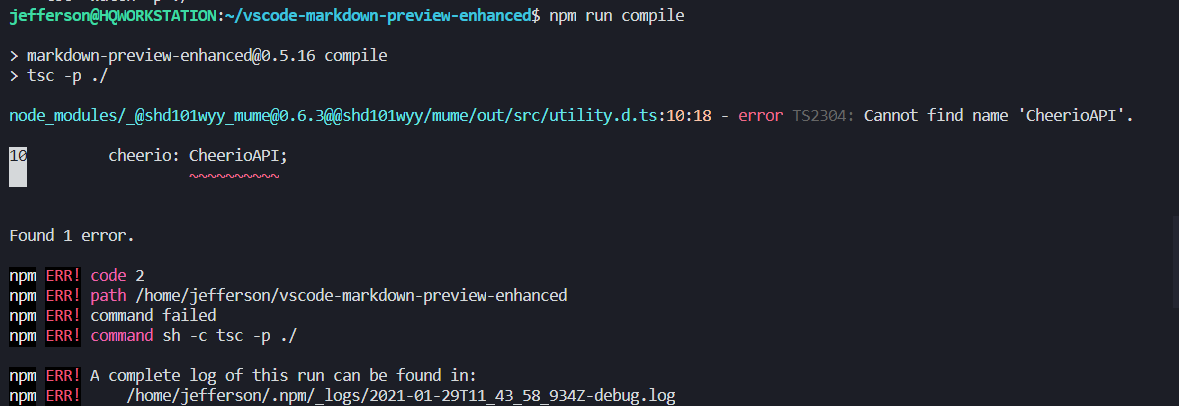 jefferson@HQWORKSTATION:~/vscode-markdown-preview-enhanced$ npm run compile
> markdown-preview-enhanced@0.5.16 compile
> tsc -p ./
node_modules/_@shd101wyy_mume@0.6.3@@shd101wyy/mume/out/src/utility.d.ts:10:18 - error TS2304: Cannot find name 'CheerioAPI'.
10         cheerio: CheerioAPI;
                    ~~~~~~~~~~
Found 1 error.
npm ERR! code 2
npm ERR! path /home/jefferson/vscode-markdown-preview-enhanced
npm ERR! command failed
npm ERR! command sh -c tsc -p ./
npm ERR! A complete log of this run can be found in:
npm ERR!     /home/jefferson/.npm/_logs/2021-01-29T11_43_58_934Z-debug.log